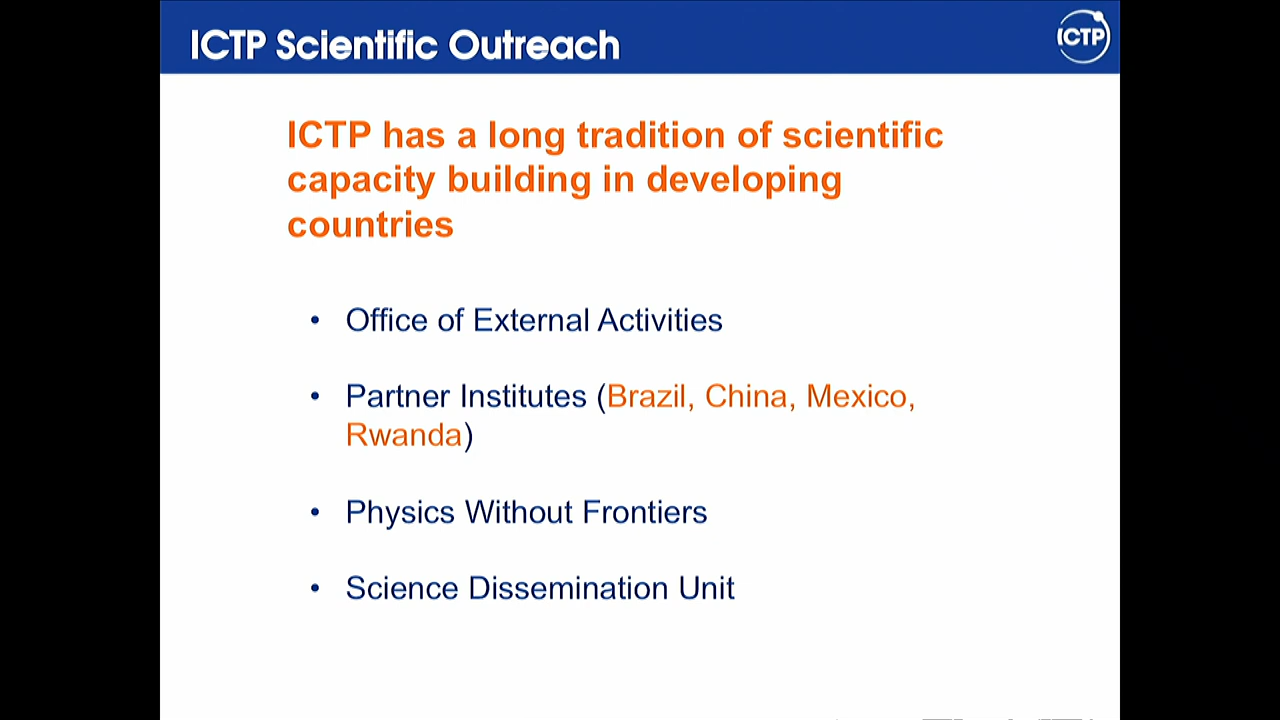 ICTP Scientific Outreach
ICTP
ICTP has a long tradition of scientific
capacity building in developing
countries
• Office of External Activities
• Partner Institutes (Brazil, China, Mexico,
Rwanda)
• Physics Without Frontiers
• Science Dissemination Unit